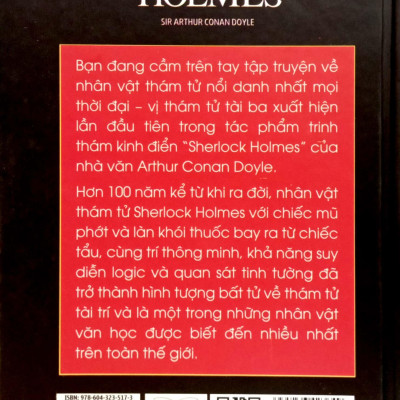 HOLMES
SIR ARTHUR CONAN DOYLE
Bạn đang cầm trên tay tập truyện về
nhân vật thám tử nổi danh nhất mọi
thời đại – vị thám tử tài ba xuất hiện
lần đầu tiên trong tác phẩm trinh
thám kinh điển “Sherlock Holmes” của
nhà văn Arthur Conan Doyle.
Hơn 100 năm kể từ khi ra đời, nhân vật
thám tử Sherlock Holmes với chiếc mũ
phớt và làn khói thuốc bay ra từ chiếc
tẩu, cùng trí thông minh, khả năng suy
diễn logic và quan sát tinh tường đã
trở thành hình tượng bất tử về thám tử
tài trí và là một trong những nhân vật
văn học được biết đến nhiều nhất
trên toàn thế giới.
ISBN: 978-604-323-517-3